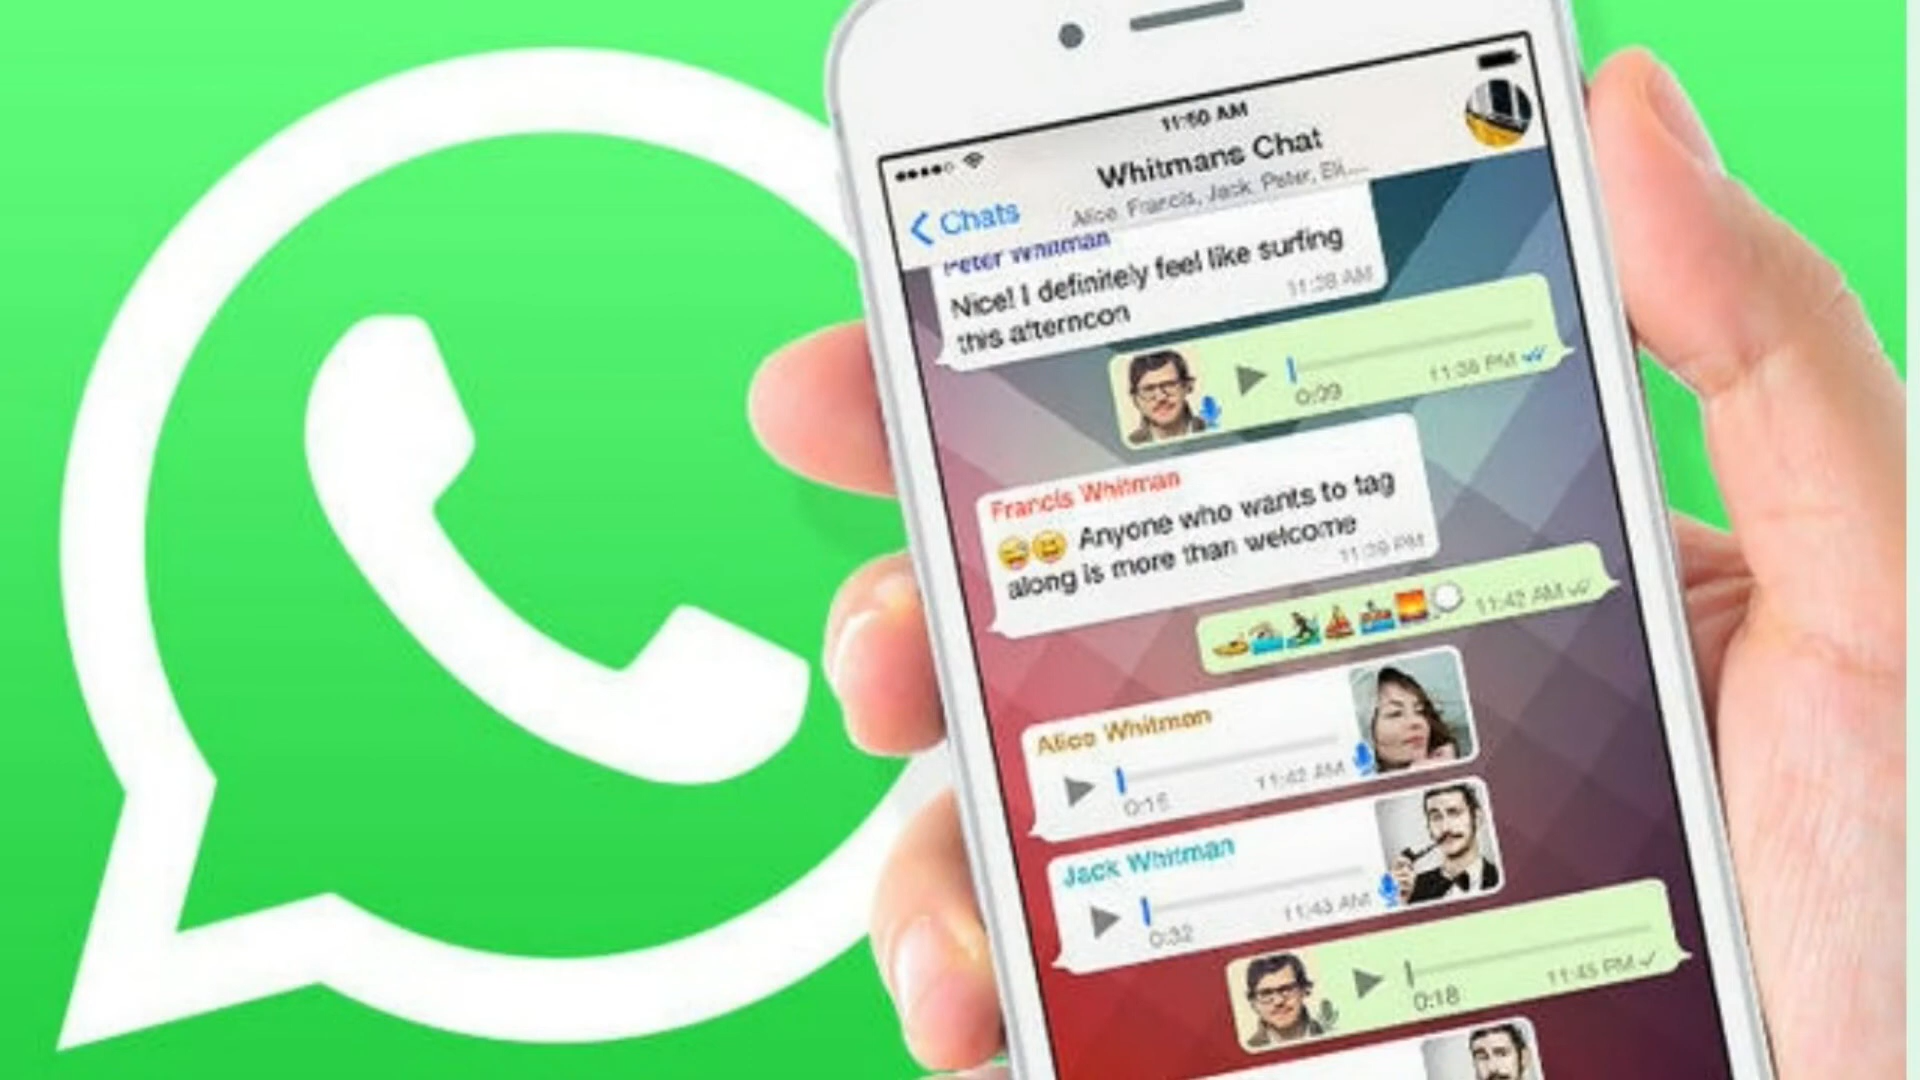 11:50 AM
Whitmans Chat
Chats
Alice, Francis, Jack, Peter, Eli...
Peter Whitman
Nice! I definitely feel like surfing
this afternoon
11:38 AM
0:09
11:38 PM
Francis Whitman
😄😄 Anyone who wants to tag
along is more than welcome
11:39 PM
11:42 AM
Alice Whitman
0:15
11:42 AM
Jack Whitman
0:32
11:43 AM
0:18
11:45 PM